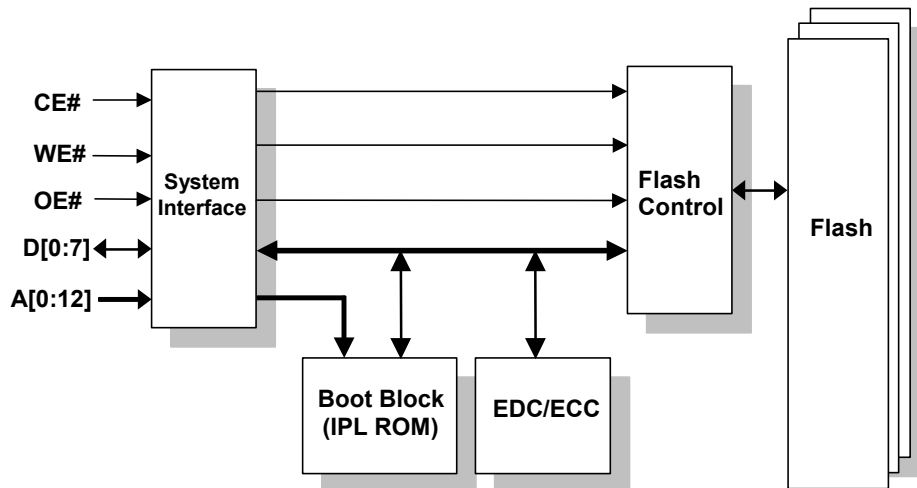 CE#
WE#
OE#
D[0:7]
A[0:12]
System
Interface
Boot Block
(IPL ROM)
EDC/ECC
Flash
Control
Flash